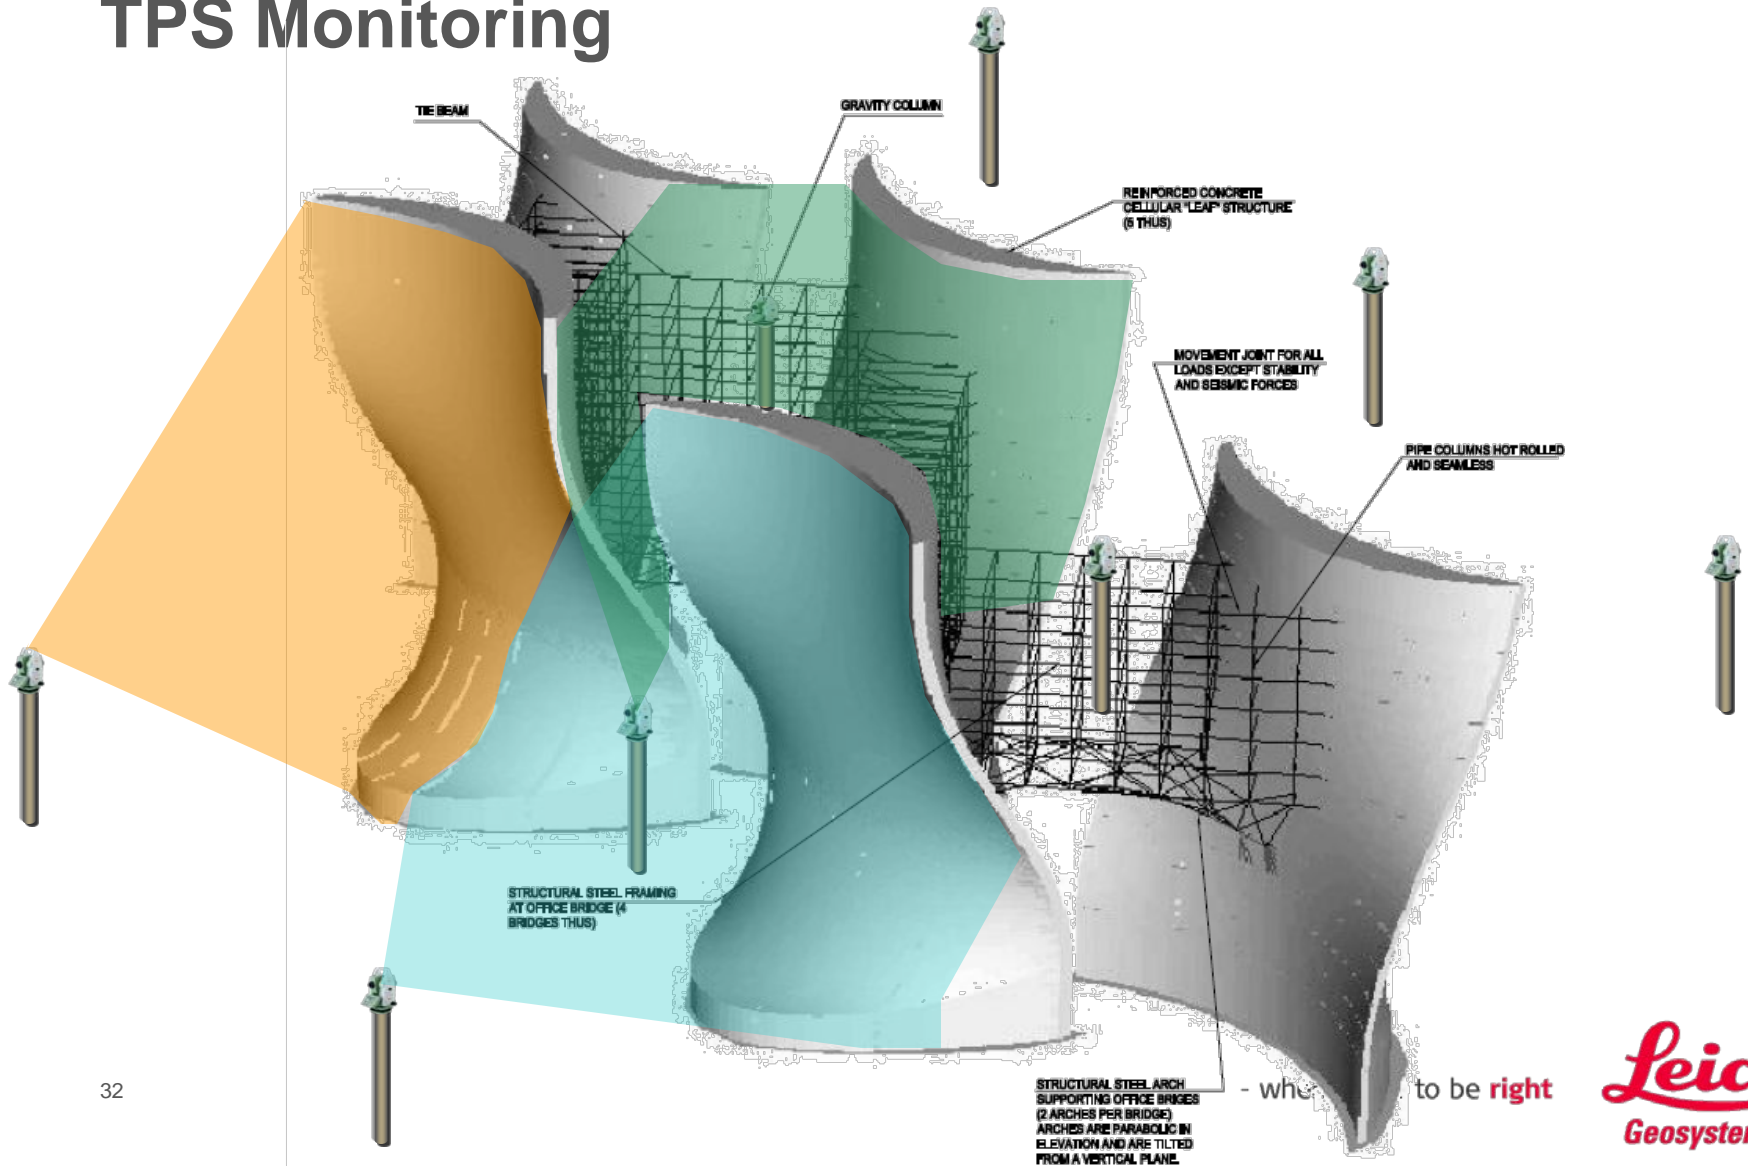 TPS Monitoring
TIE BEAM
GRAVITY COLUMN
REINFORCED CONCRETE
CELLULAR "LEAF" STRUCTURE
(5 THUS)
MOVEMENT JOINT FOR ALL
LOADS EXCEPT STABILITY
AND SEISMIC FORCES
PIPE COLUMNS HOT ROLLED
AND SEAMLESS
STRUCTURAL STEEL FRAMING
AT OFFICE BRIDGE (4
BRIDGES THUS)
STRUCTURAL STEEL ARCH
SUPPORTING OFFICE BRIGES
(2 ARCHES PER BRIDGE)
ARCHES ARE PARABOLIC IN
ELEVATION AND ARE TILTED
FROM A VERTICAL PLANE.
32
- whe to be right
Leic
Geosystem